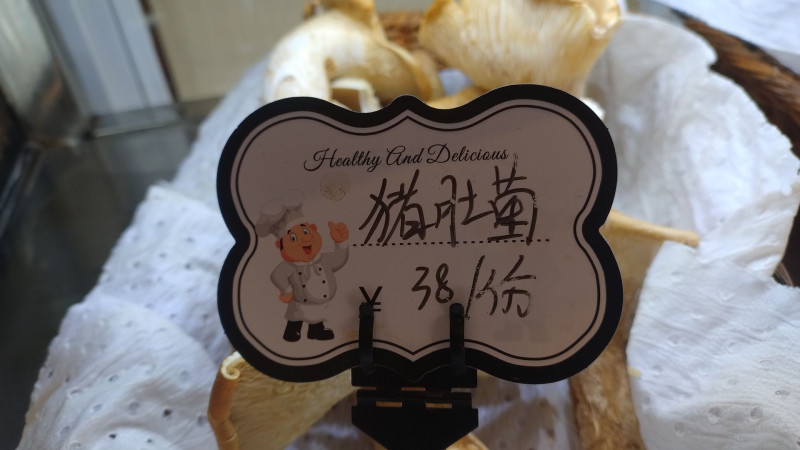 Healthy And Delicious
猪肚菌
¥ 38/份